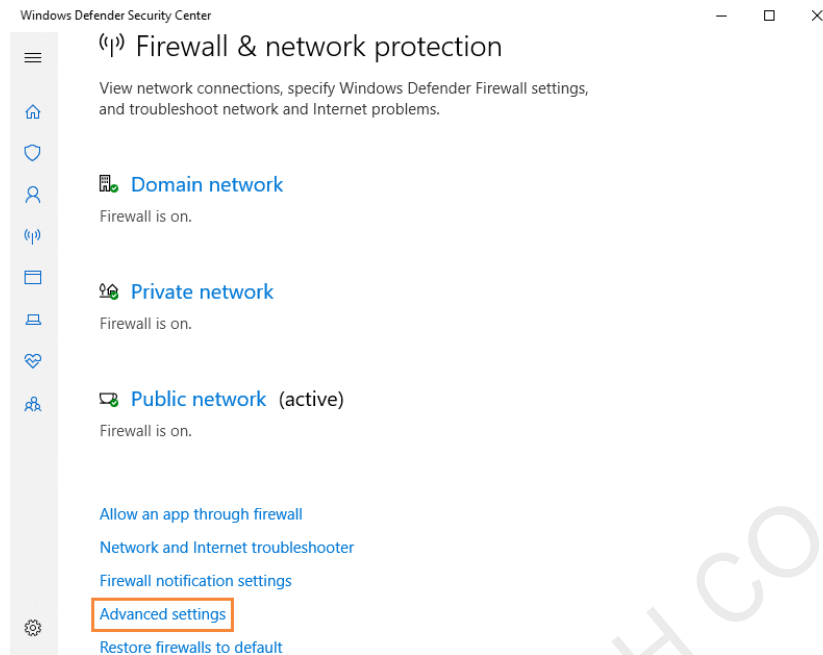 Windows Defender Security Center
Firewall & network protection
View network connections, specify Windows Defender Firewall settings,
and troubleshoot network and Internet problems.
Domain network
Firewall is on.
Private network
Firewall is on.
Public network (active)
Firewall is on.
Allow an app through firewall
Network and Internet troubleshooter
Firewall notification settings
Advanced settings
Restore firewalls to default
H CO